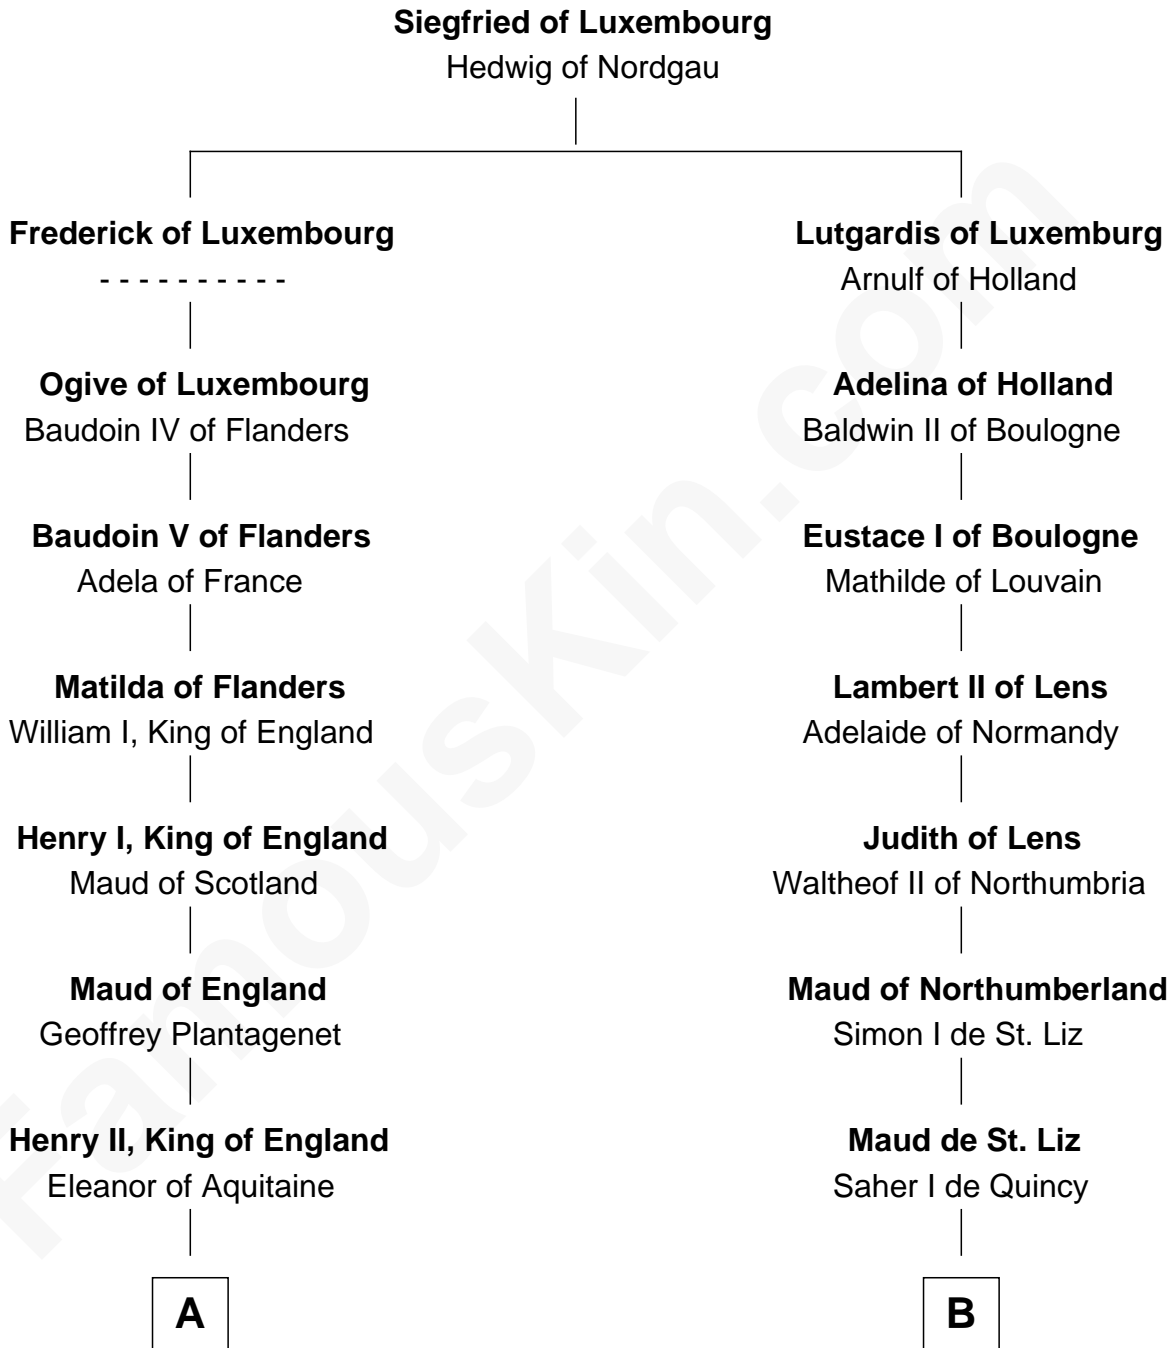 Siegfried of Luxembourg
Hedwig of Nordgau
Frederick of Luxembourg
- - - - - - - - - -
Ogive of Luxembourg
Baudoin IV of Flanders
Baudoin V of Flanders
Adela of France
Matilda of Flanders
William I, King of England
Henry I, King of England
Maud of Scotland
Maud of England
Geoffrey Plantagenet
Henry II, King of England
Eleanor of Aquitaine
A
Lutgardis of Luxemburg
Arnulf of Holland
Adelina of Holland
Baldwin II of Boulogne
Eustace I of Boulogne
Mathilde of Louvain
Lambert II of Lens
Adelaide of Normandy
Judith of Lens
Waltheof II of Northumbria
Maud of Northumberland
Simon I de St. Liz
Maud de St. Liz
Saher I de Quincy
B
FamousKin.com